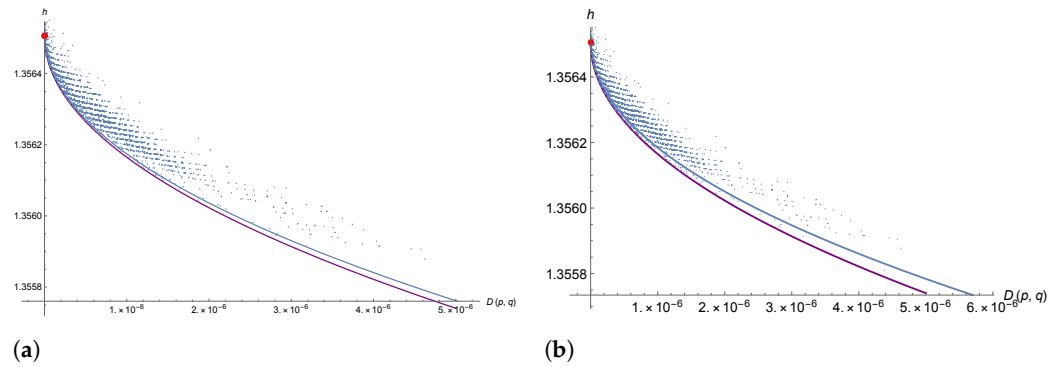 h
1.3564
1.3562
1.3560
1.3558
1. × 10⁻⁶ 2. × 10⁻⁶ 3. × 10⁻⁶ 4. × 10⁻⁶ 5. × 10⁻⁶ D (p, q)
(a)
h
1.3564
1.3562
1.3560
1.3558
1. × 10⁻⁶ 2. × 10⁻⁶ 3. × 10⁻⁶ 4. × 10⁻⁶ 5. × 10⁻⁶ 6. × 10⁻⁶ D (p, q)
(b)